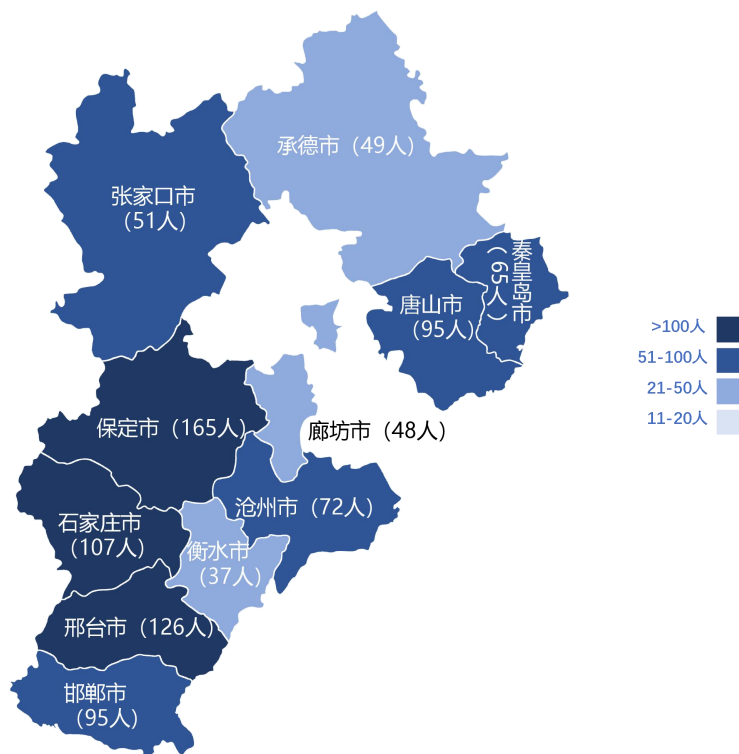 承德市（49人）
张家口市
（51人）
秦皇岛市
（65人）
唐山市
（95人）
>100人
51-100人
21-50人
11-20人
保定市（165人）
廊坊市（48人）
沧州市（72人）
石家庄市
（107人）
衡水市
（37人）
邢台市（126人）
邯郸市
（95人）